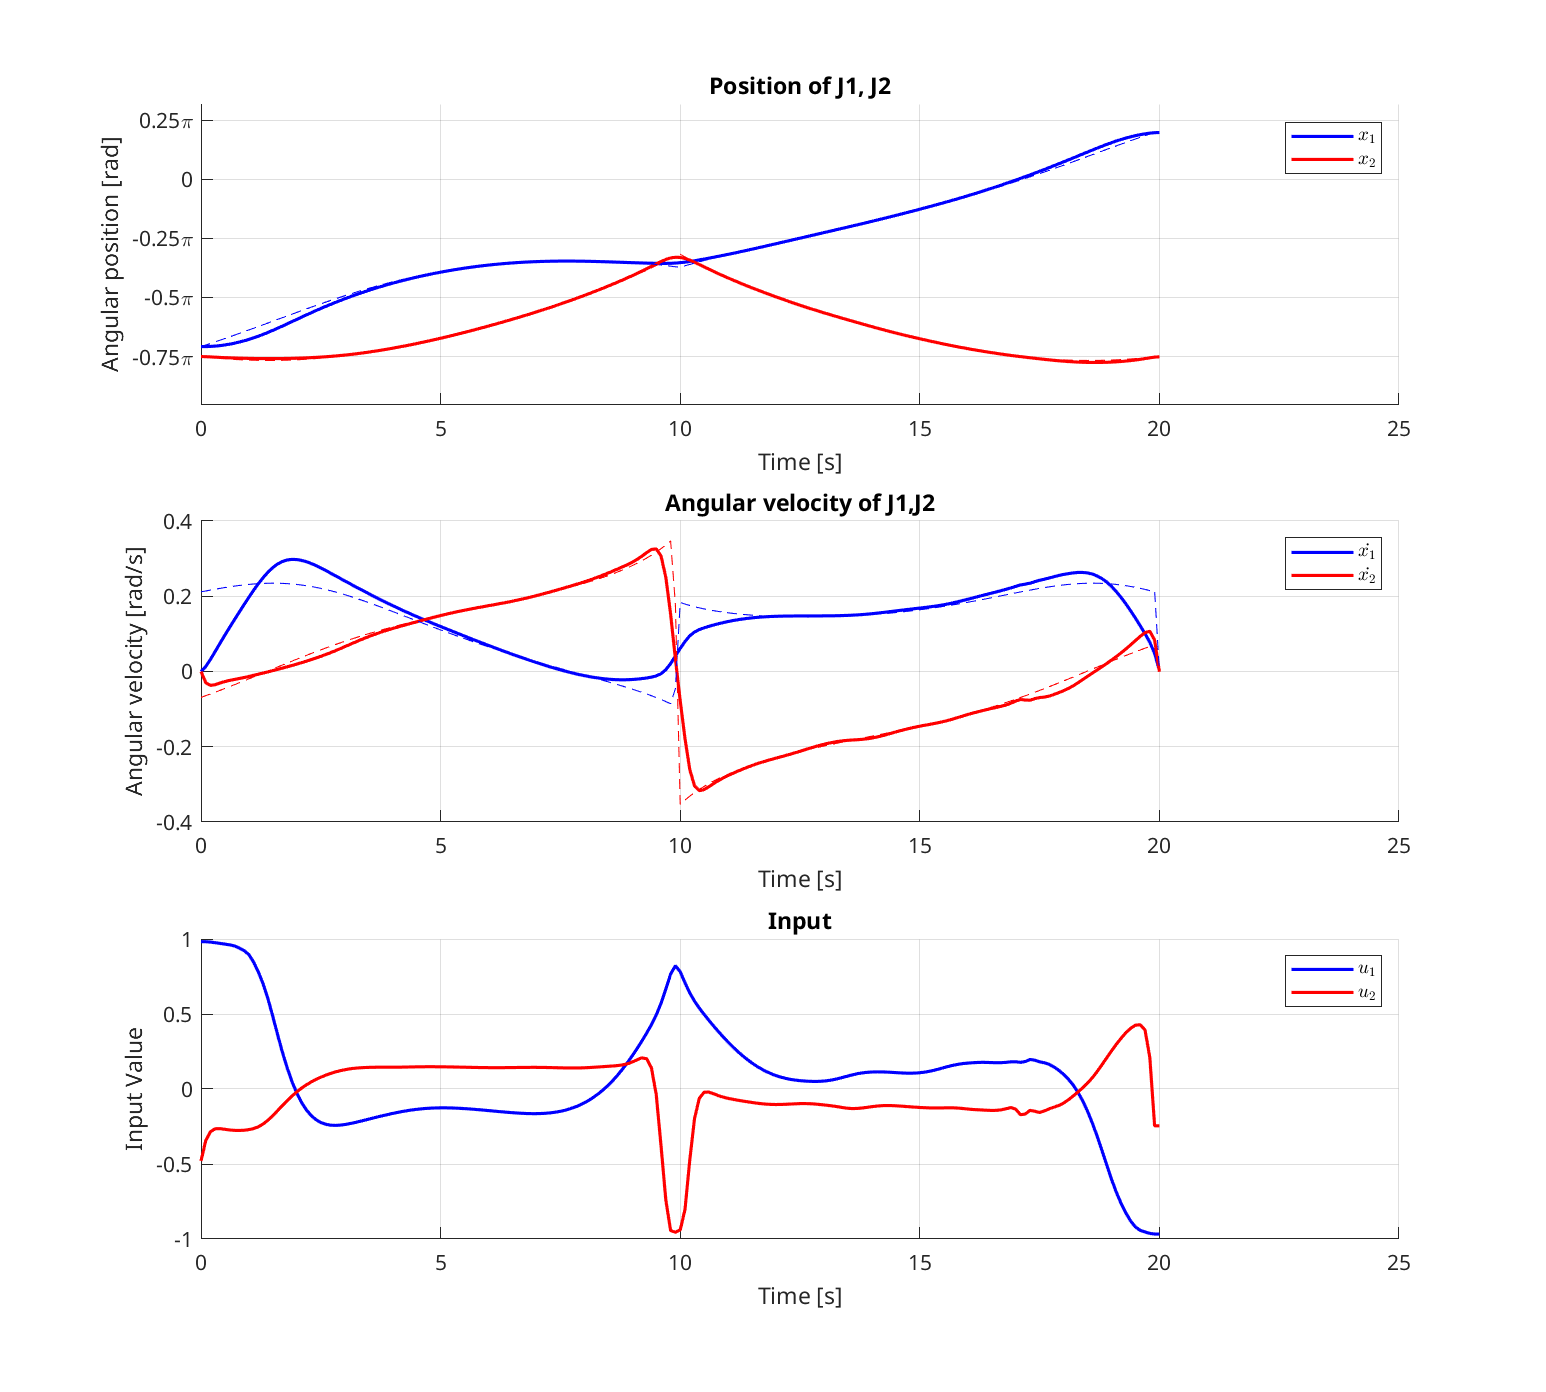 Position of J1, J2
Angular position [rad]
0.25π
0
-0.25π
-0.5π
-0.75π
x₁
x₂
0 5 10 15 20 25
Time [s]
Angular velocity of J1,J2
Angular velocity [rad/s]
0.4
0.2
0
-0.2
-0.4
ẋ₁
ẋ₂
0 5 10 15 20 25
Time [s]
Input
Input Value
1
0.5
0
-0.5
-1
u₁
u₂
0 5 10 15 20 25
Time [s]